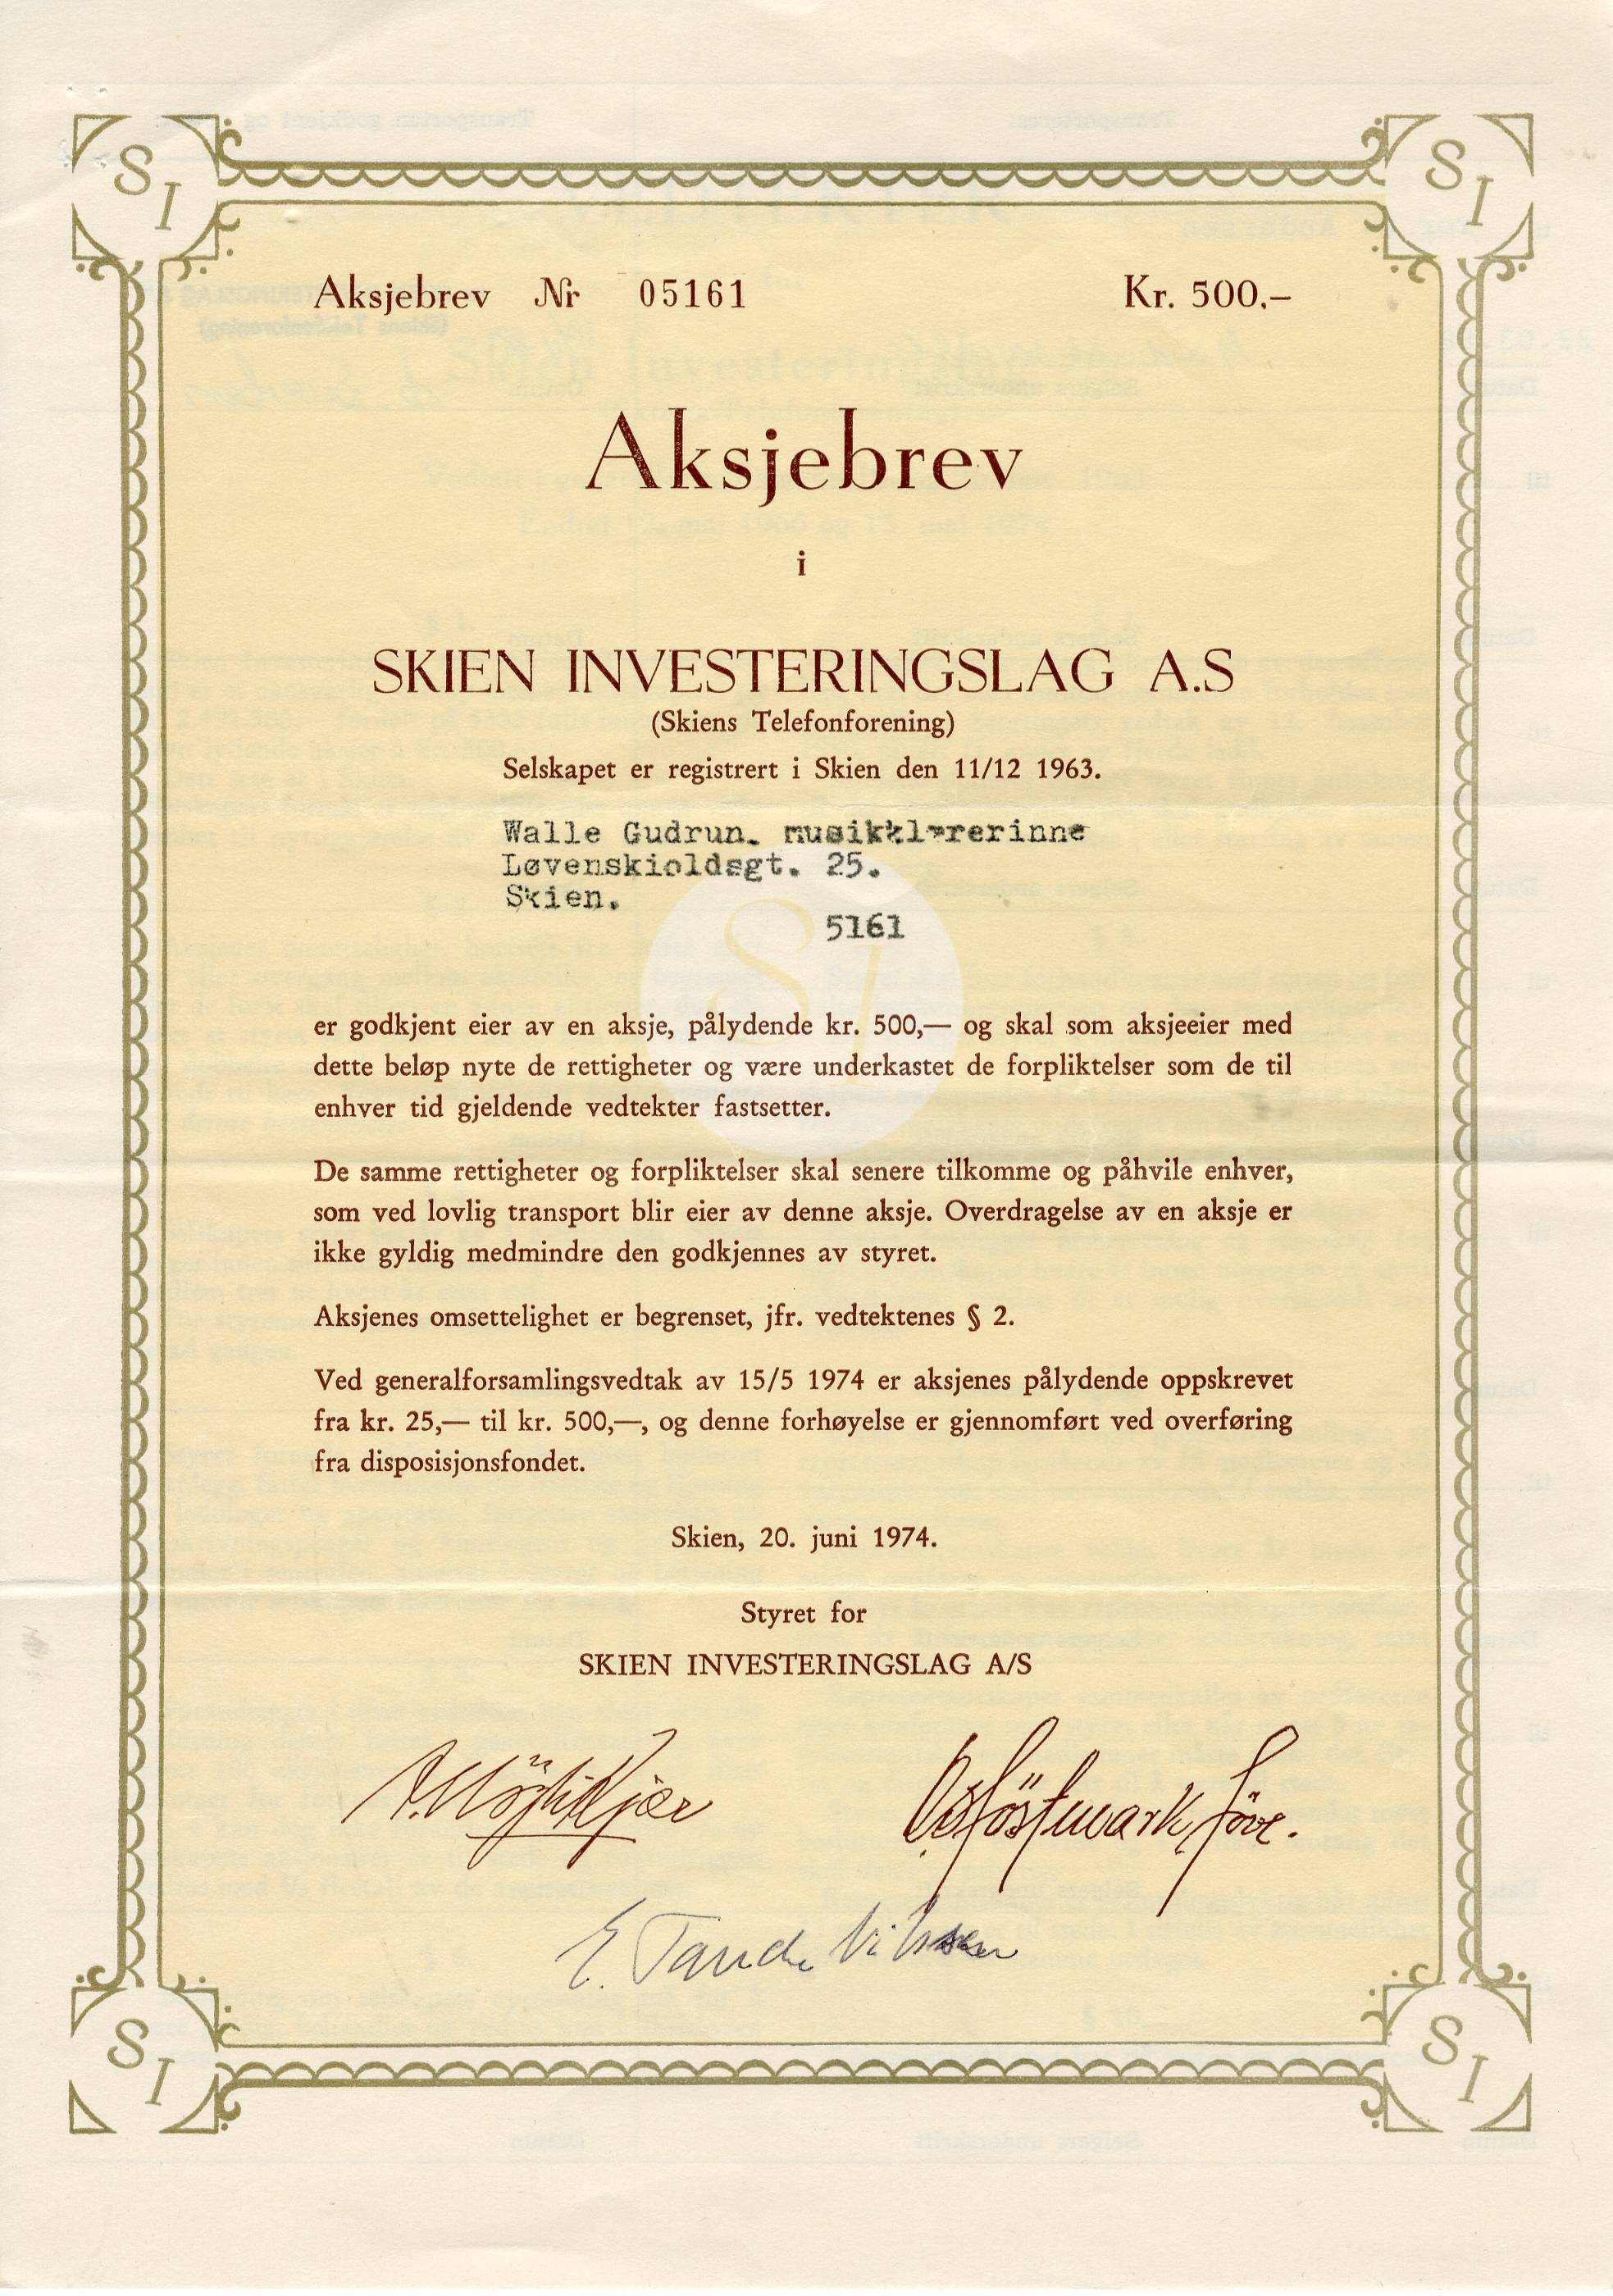 S I
S I
Aksjebrev Nr 05161 Kr. 500,–
Aksjebrev
i
SKIEN INVESTERINGSLAG A.S
(Skiens Telefonforening)
Selskapet er registrert i Skien den 11/12 1963.
Walle Gudrun. musikklærerinne
Løvenskioldsgt. 25.
Skien.
5161
SI
er godkjent eier av en aksje, pålydende kr. 500,— og skal som aksjeeier med
dette beløp nyte de rettigheter og være underkastet de forpliktelser som de til
enhver tid gjeldende vedtekter fastsetter.
De samme rettigheter og forpliktelser skal senere tilkomme og påhvile enhver,
som ved lovlig transport blir eier av denne aksje. Overdragelse av en aksje er
ikke gyldig medmindre den godkjennes av styret.
Aksjenes omsettelighet er begrenset, jfr. vedtektenes § 2.
Ved generalforsamlingsvedtak av 15/5 1974 er aksjenes pålydende oppskrevet
fra kr. 25,— til kr. 500,—, og denne forhøyelse er gjennomført ved overføring
fra disposisjonsfondet.
Skien, 20. juni 1974.
Styret for
SKIEN INVESTERINGSLAG A/S
E. Tande Nilssen
S I
S I